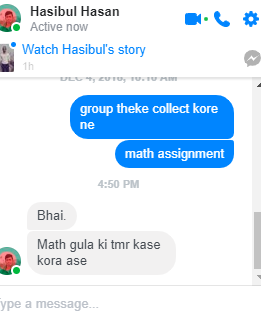 Hasibul Hasan
Active now
Watch Hasibul's story
1h
DEC 4, 2018, 10:10 AM
group theke collect kore
ne
math assignment
4:50 PM
Bhai.
Math gula ki tmr kase
kora ase
Type a message...